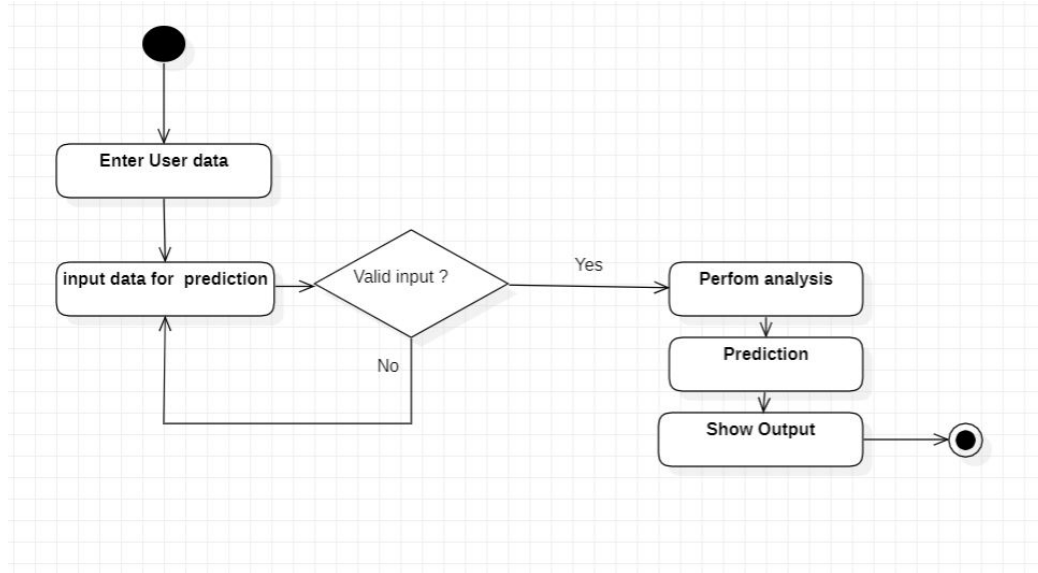 Enter User data
input data for  prediction
Valid input ?
Yes
No
Perfom analysis
Prediction
Show Output